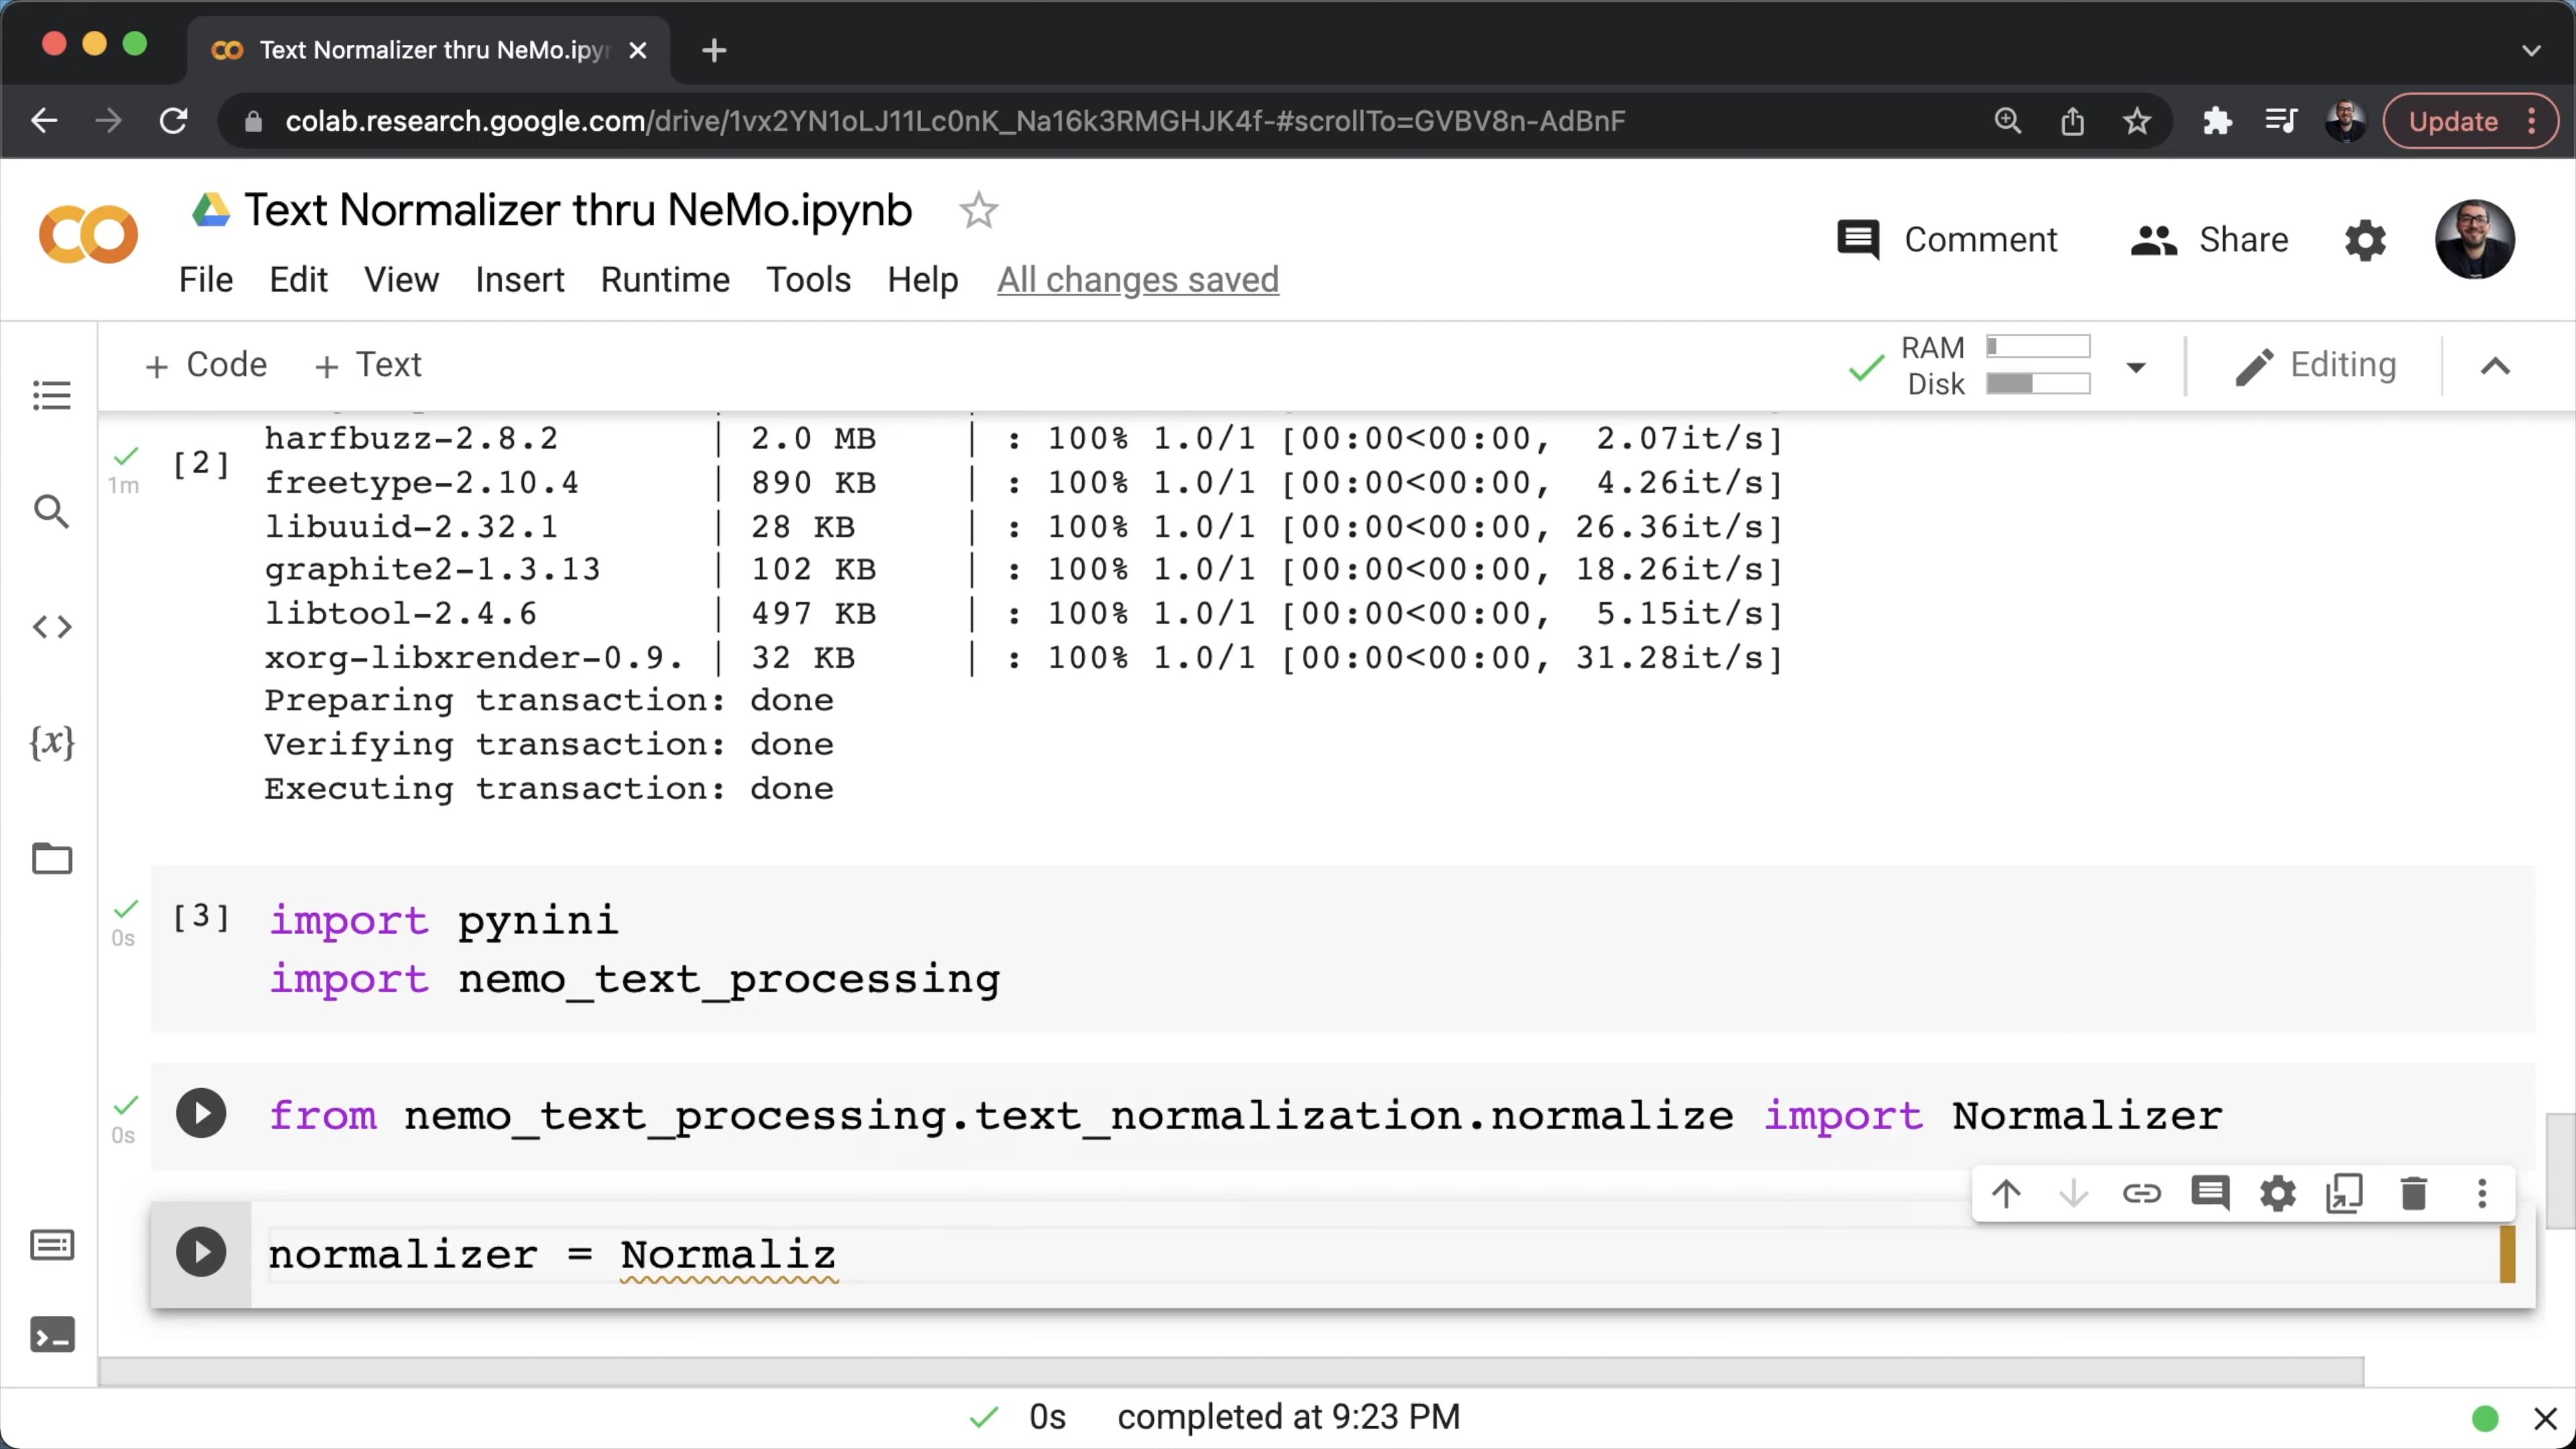 Text Normalizer thru NeMo.ipyn
colab.research.google.com/drive/1vx2YN1oLJ11Lc0nK_Na16k3RMGHJK4f-#scrollTo=GVBV8n-AdBnF
Update
Text Normalizer thru NeMo.ipynb
Comment
Share
File Edit View Insert Runtime Tools Help All changes saved
+ Code + Text
RAM
Disk
Editing
[2]
1m
harfbuzz-2.8.2 | 2.0 MB | : 100% 1.0/1 [00:00<00:00, 2.07it/s]
freetype-2.10.4 | 890 KB | : 100% 1.0/1 [00:00<00:00, 4.26it/s]
libuuid-2.32.1 | 28 KB | : 100% 1.0/1 [00:00<00:00, 26.36it/s]
graphite2-1.3.13 | 102 KB | : 100% 1.0/1 [00:00<00:00, 18.26it/s]
libtool-2.4.6 | 497 KB | : 100% 1.0/1 [00:00<00:00, 5.15it/s]
xorg-libxrender-0.9. | 32 KB | : 100% 1.0/1 [00:00<00:00, 31.28it/s]
Preparing transaction: done
Verifying transaction: done
Executing transaction: done
[3] import pynini
0s
import nemo_text_processing
from nemo_text_processing.text_normalization.normalize import Normalizer
0s
normalizer = Normaliz
0s completed at 9:23 PM